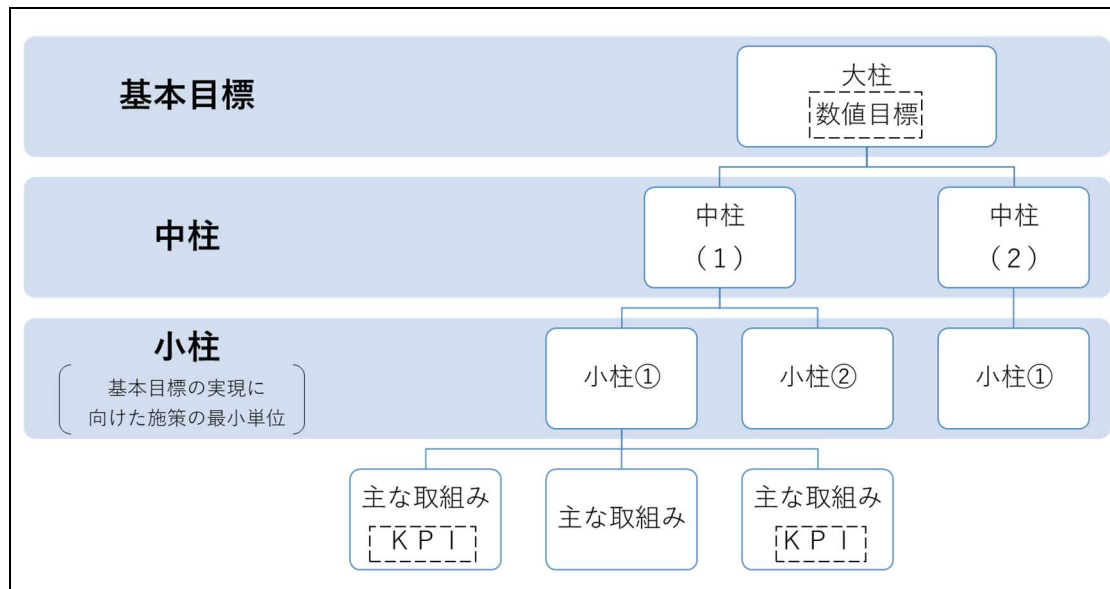 基本目標
大柱
数値目標
中柱
中柱
（１）
中柱
（２）
小柱
基本目標の実現に
向けた施策の最小単位
小柱①
小柱②
小柱①
主な取組み
ＫＰＩ
主な取組み
主な取組み
ＫＰＩ